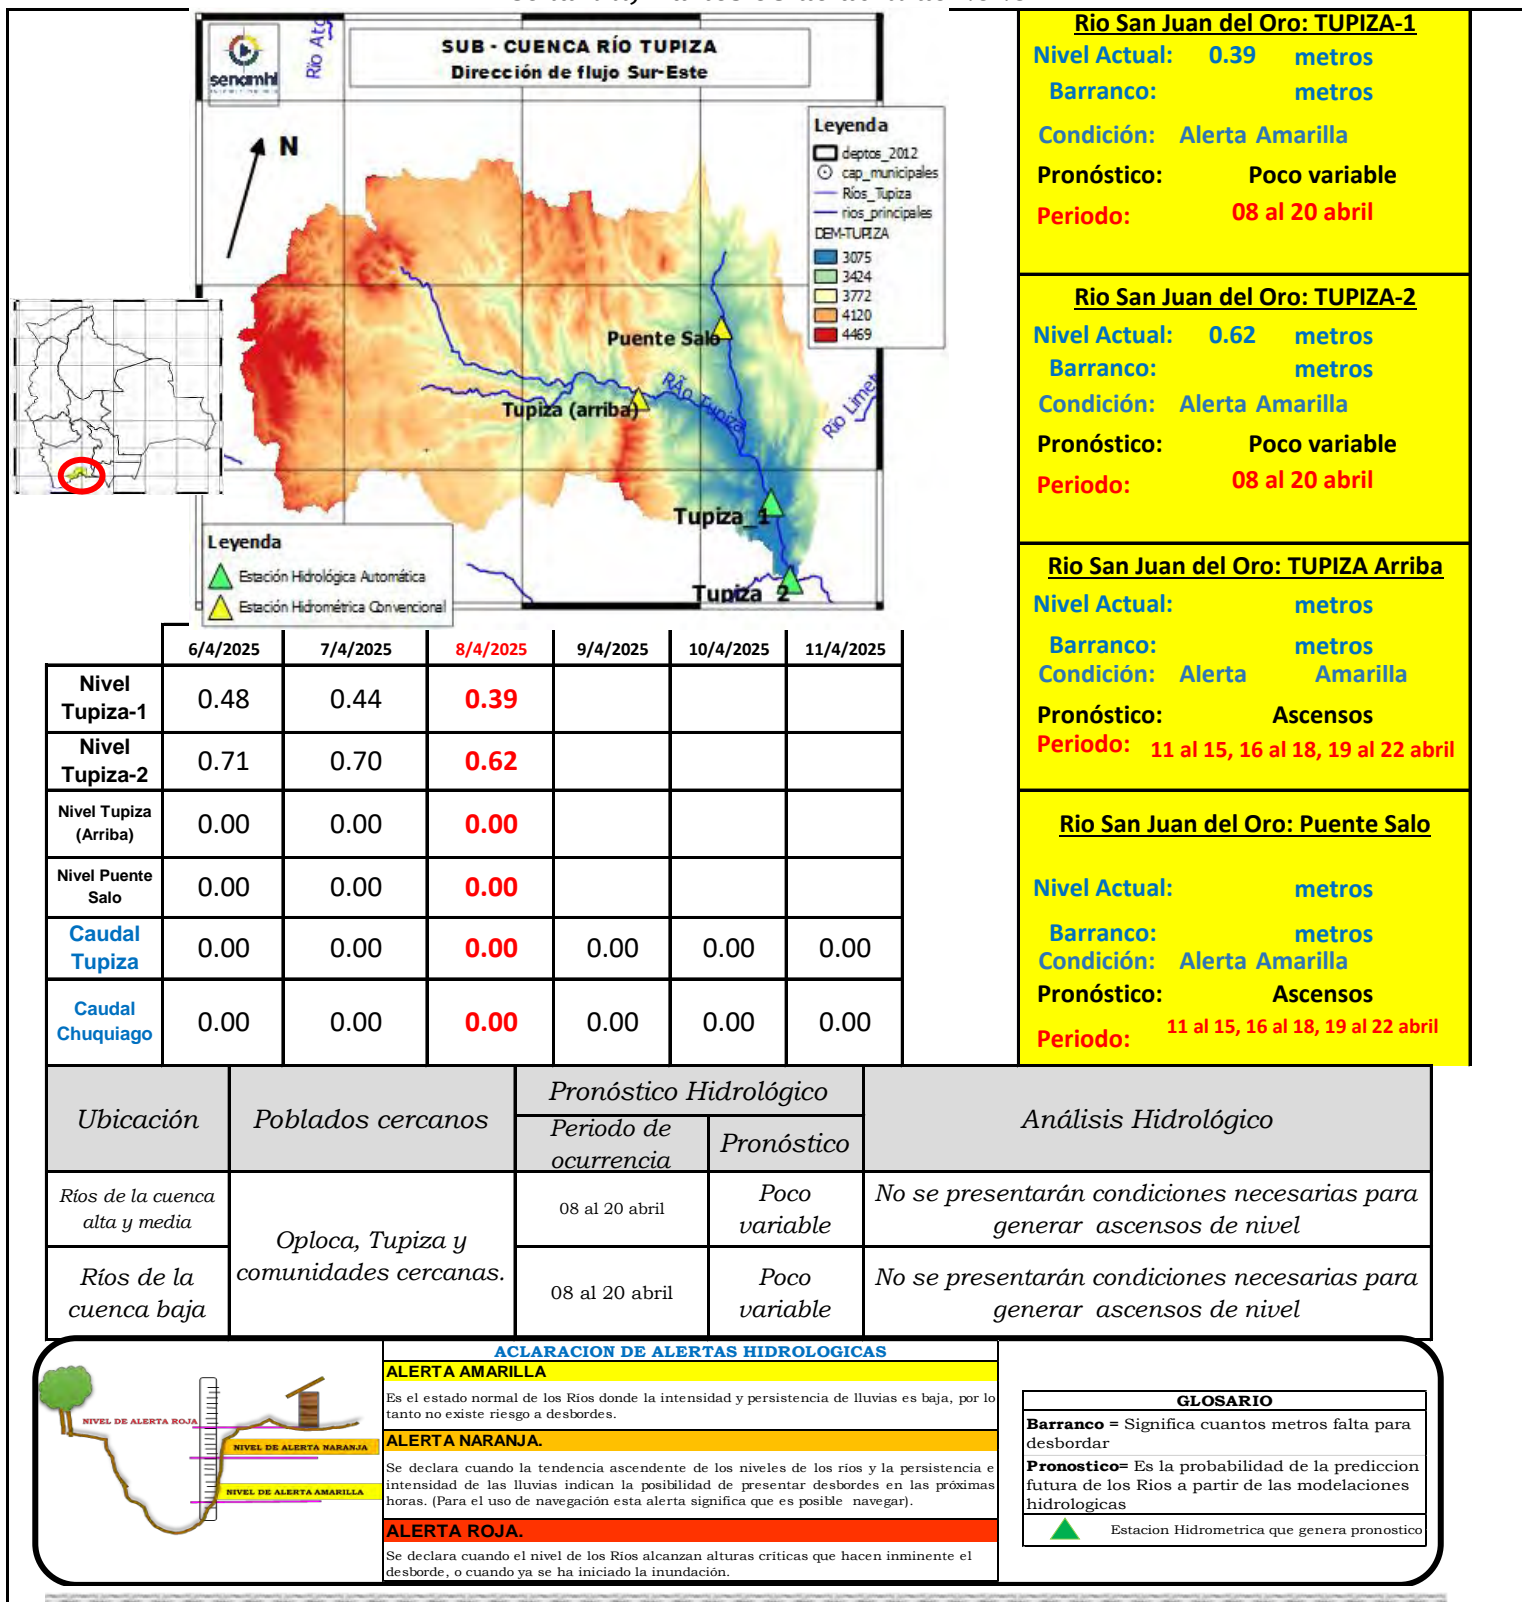 SUB - CUENCA RÍO TUPIZA
Dirección de flujo Sur-Este
senamhi
N
Leyenda
deptos_2012
cap_municipales
Ríos_Tupiza
rios_principales
DEM-TUPIZA
3075
3424
3772
4120
4469
Puente Salo
Tupiza (arriba)
RÃo Tupiza
Tupiza_1
Tupiza_2
Leyenda
Estación Hidrológica Automática
Estación Hidrométrica Convencional
Rio San Juan del Oro: TUPIZA-1
Nivel Actual: 0.39 metros
Barranco: metros
Condición: Alerta Amarilla
Pronóstico: Poco variable
Periodo: 08 al 20 abril
Rio San Juan del Oro: TUPIZA-2
Nivel Actual: 0.62 metros
Barranco: metros
Condición: Alerta Amarilla
Pronóstico: Poco variable
Periodo: 08 al 20 abril
Rio San Juan del Oro: TUPIZA Arriba
Nivel Actual: metros
Barranco: metros
Condición: Alerta Amarilla
Pronóstico: Ascensos
Periodo: 11 al 15, 16 al 18, 19 al 22 abril
Rio San Juan del Oro: Puente Salo
Nivel Actual: metros
Barranco: metros
Condición: Alerta Amarilla
Pronóstico: Ascensos
Periodo: 11 al 15, 16 al 18, 19 al 22 abril
6/4/2025 7/4/2025 8/4/2025 9/4/2025 10/4/2025 11/4/2025
Nivel Tupiza-1 0.48 0.44 0.39
Nivel Tupiza-2 0.71 0.70 0.62
Nivel Tupiza (Arriba) 0.00 0.00 0.00
Nivel Puente Salo 0.00 0.00 0.00
Caudal Tupiza 0.00 0.00 0.00 0.00 0.00 0.00
Caudal Chuquiago 0.00 0.00 0.00 0.00 0.00 0.00
Ubicación Poblados cercanos Pronóstico Hidrológico Análisis Hidrológico
Periodo de ocurrencia Pronóstico
Ríos de la cuenca alta y media
Oploca, Tupiza y comunidades cercanas.
08 al 20 abril
Poco variable
No se presentarán condiciones necesarias para
generar ascensos de nivel
Ríos de la cuenca baja
08 al 20 abril
Poco variable
No se presentarán condiciones necesarias para
generar ascensos de nivel
NIVEL DE ALERTA ROJA
NIVEL DE ALERTA NARANJA
NIVEL DE ALERTA AMARILLA
ACLARACION DE ALERTAS HIDROLOGICAS
ALERTA AMARILLA
Es el estado normal de los Rios donde la intensidad y persistencia de lluvias es baja, por lo
tanto no existe riesgo a desbordes.
ALERTA NARANJA.
Se declara cuando la tendencia ascendente de los niveles de los ríos y la persistencia e
intensidad de las lluvias indican la posibilidad de presentar desbordes en las próximas
horas. (Para el uso de navegación esta alerta significa que es posible navegar).
ALERTA ROJA.
Se declara cuando el nivel de los Rios alcanzan alturas criticas que hacen inminente el
desborde, o cuando ya se ha iniciado la inundación.
GLOSARIO
Barranco = Significa cuantos metros falta para
desbordar
Pronostico= Es la probabilidad de la prediccion
futura de los Rios a partir de las modelaciones
hidrologicas
Estacion Hidrometrica que genera pronostico